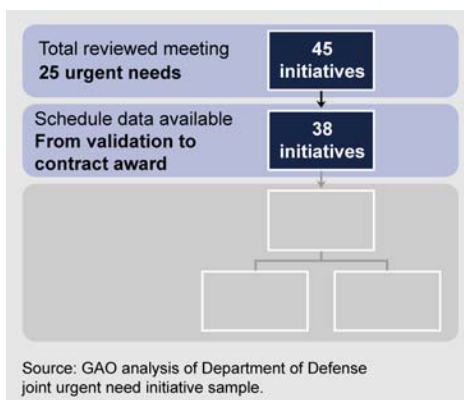 Total reviewed meeting
25 urgent needs
45
initiatives
Schedule data available
From validation to
contract award
38
initiatives
Source: GAO analysis of Department of Defense
joint urgent need initiative sample.